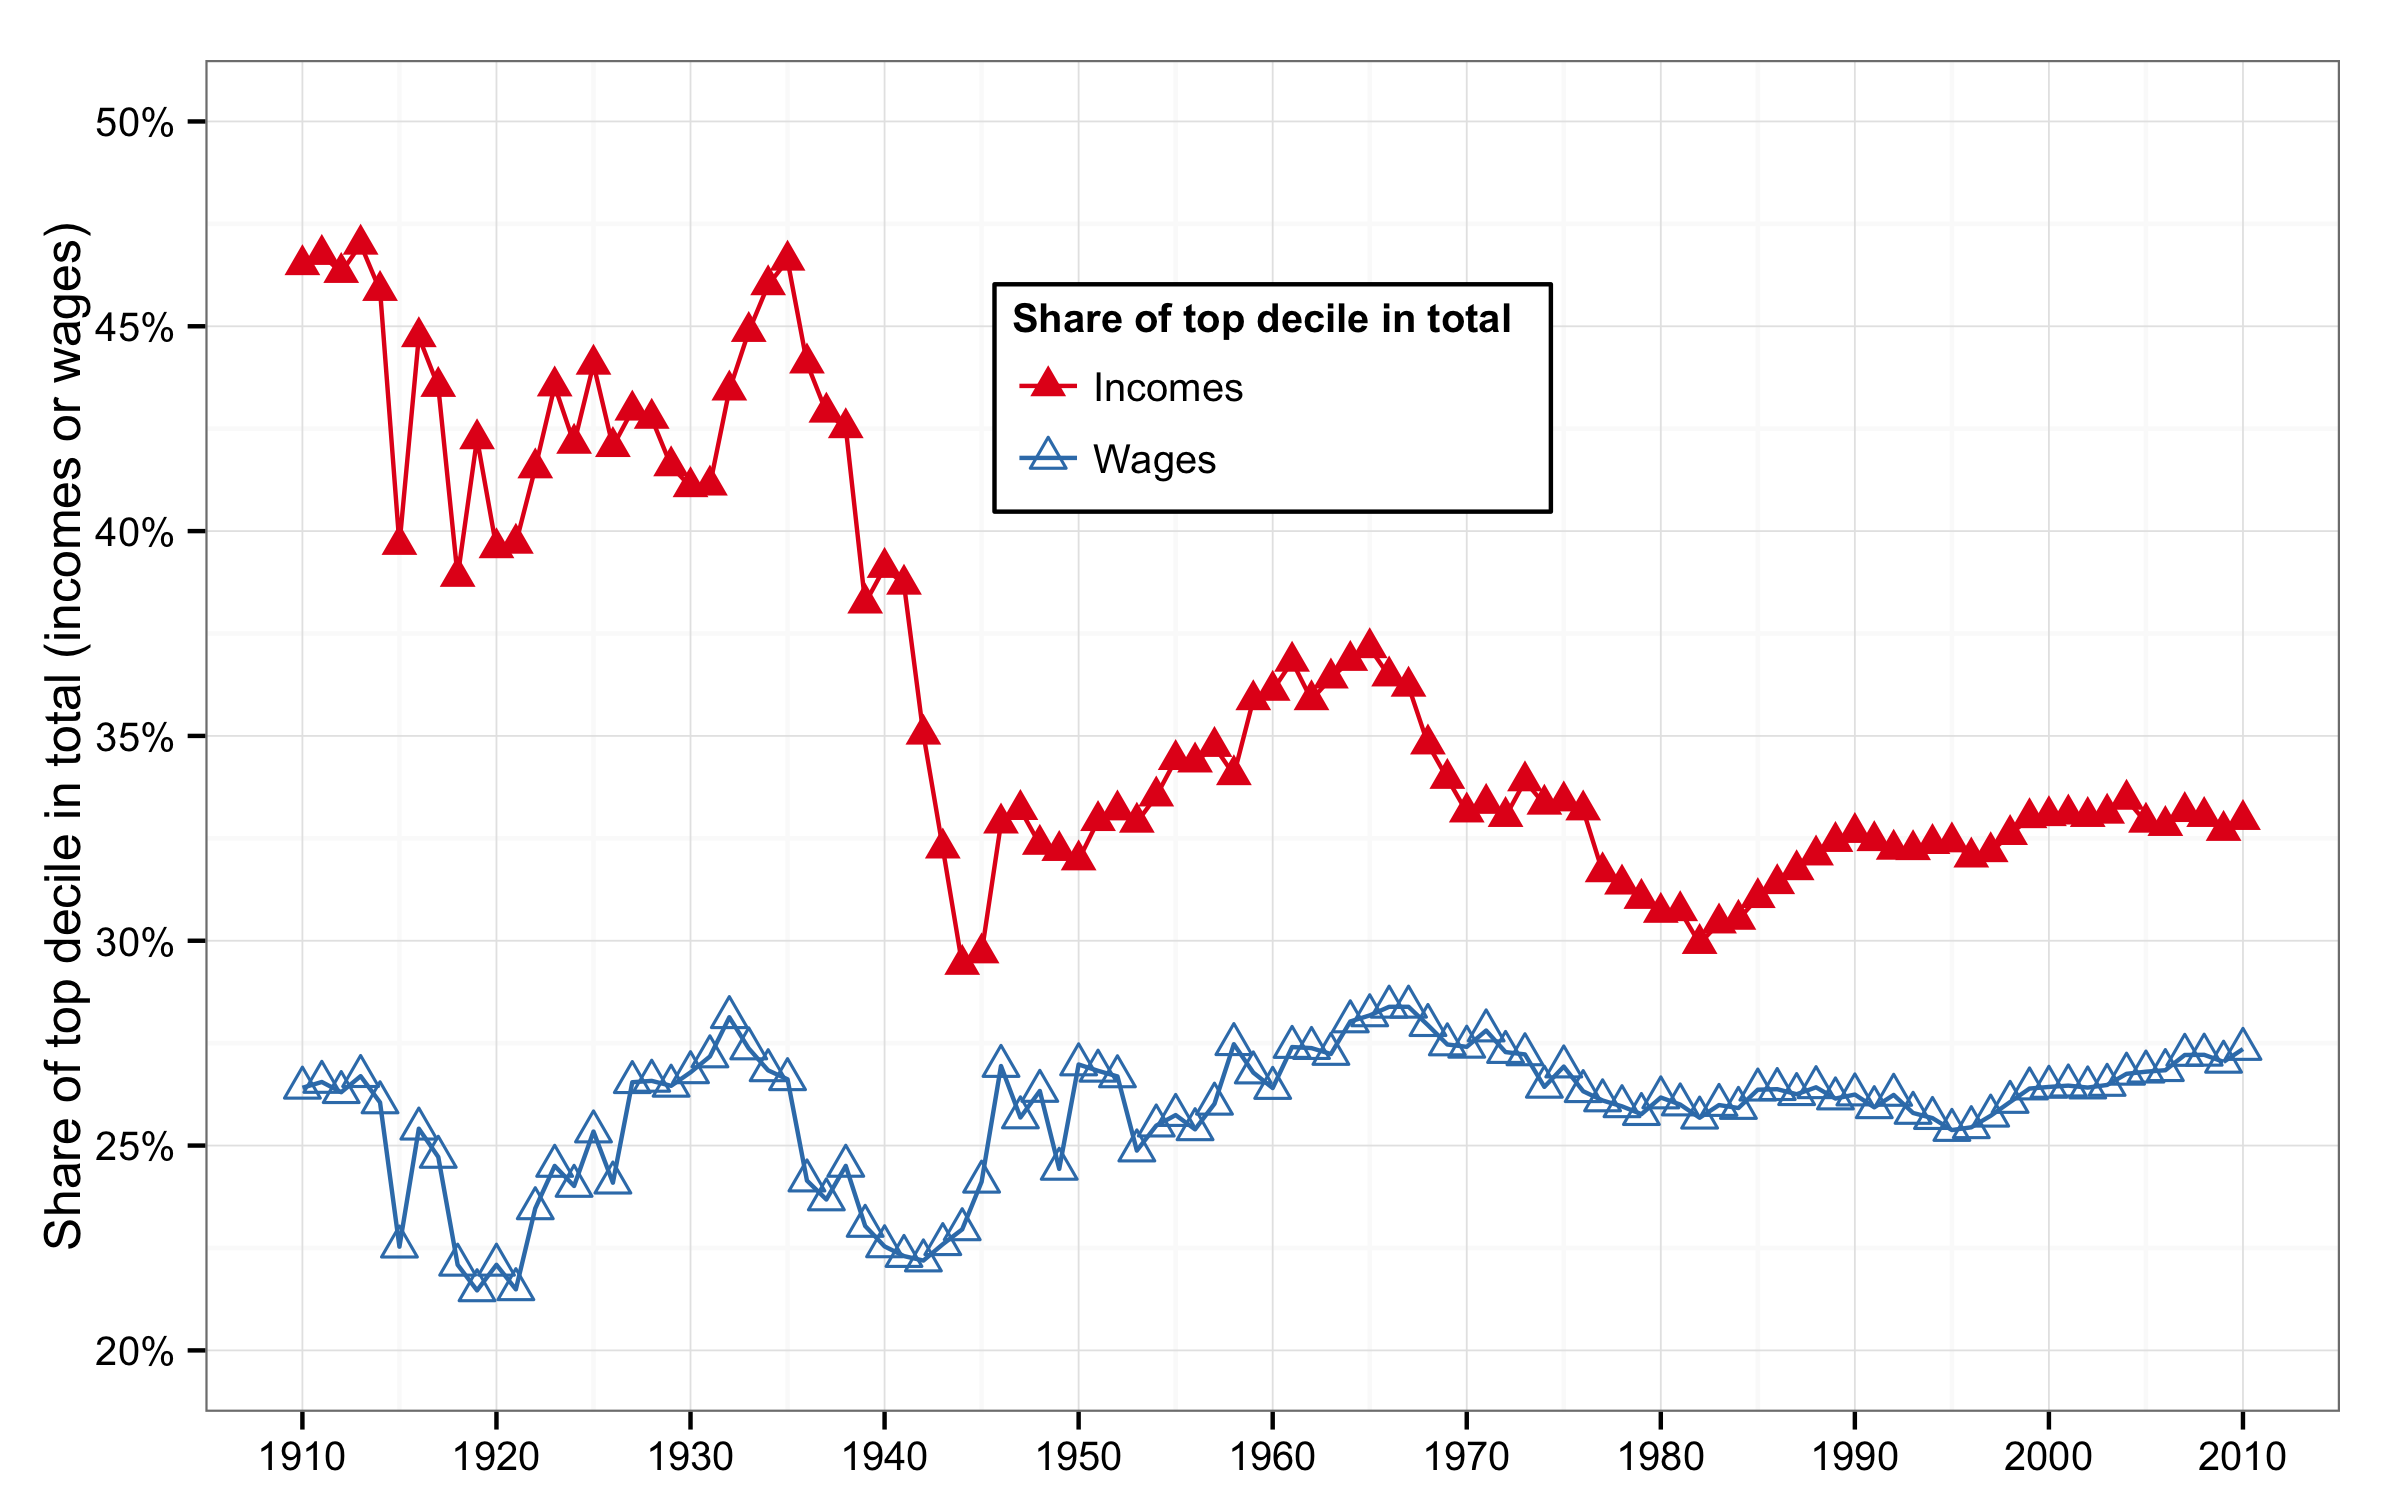 Share of top decile in total (incomes or wages)
50%
45%
40%
35%
30%
25%
20%
Share of top decile in total
Incomes
Wages
1910 1920 1930 1940 1950 1960 1970 1980 1990 2000 2010